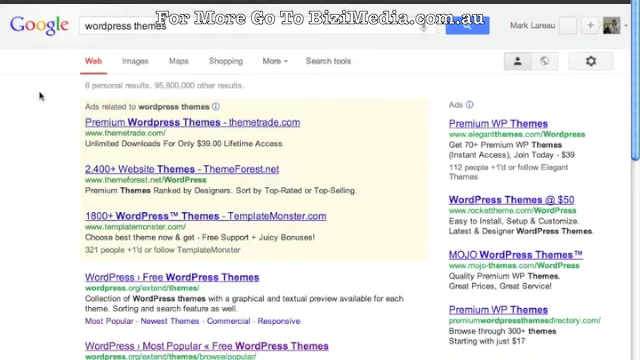 For More Go To BiziMedia.com.au
Google
wordpress themes
Mark Lareau
Web Images Maps Shopping More Search tools
6 personal results. 95,800,000 other results.
Ads related to wordpress themes
Premium WordPress Themes - themetrade.com
www.themetrade.com/
Unlimited Downloads For Only $39.00 Lifetime Access
2,400+ Website Themes - ThemeForest.net
www.themeforest.net/WordPress
Premium Themes Ranked by Designers. Sort by Top-Rated or Top-Selling.
1800+ WordPress™ Themes - TemplateMonster.com
www.templatemonster.com/
Choose best theme now & get - Free Support + Juicy Bonuses!
321 people +1'd or follow TemplateMonster
WordPress › Free WordPress Themes
wordpress.org/extend/themes/
Collection of WordPress themes with a graphical and textual preview available for each
theme. Sorting and search feature as well.
Most Popular - Newest Themes - Commercial - Responsive
WordPress › Most Popular « Free WordPress Themes
wordpress.org/extend/themes/browse/popular/
Ads
Premium WP Themes
www.elegantthemes.com/Wordpress
Get 70+ Premium WP Themes
(Instant Access), Join Today - $39
112 people +1'd or follow Elegant
Themes
WordPress Themes @ $50
www.rockettheme.com/WordPress
Easy to Install, Setup & Customize.
Latest & Designer WordPress Themes.
MOJO WordPress Themes™
www.mojo-themes.com/WordPress
Quality Premium WP Themes.
Great Prices, Great Service!
Premium WP Themes
premiumwordpressthemesdirectory.com/
Browse through 300+ themes
Starting with just $17